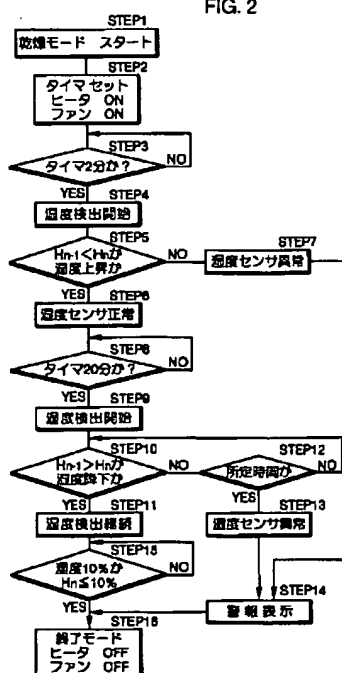 FIG. 2
STEP1
乾燥モード スタート
STEP2
タイマ セット
ヒータ ON
ファン ON
STEP3
タイマ2分か?
NO
YES
STEP4
湿度検出開始
STEP5
Hn-1<Hnか
湿度上昇か
NO
STEP7
湿度センサ異常
YES
STEP6
湿度センサ正常
STEP8
タイマ20分か?
NO
YES
STEP9
湿度検出開始
STEP10
Hn-1>Hnか
湿度降下か
NO
STEP12
所定時間か
NO
YES
STEP11
湿度検出継続
YES
STEP13
湿度センサ異常
STEP15
湿度10%か
Hn≦10%
NO
STEP14
警報表示
YES
STEP16
終了モード
ヒータ OFF
ファン OFF